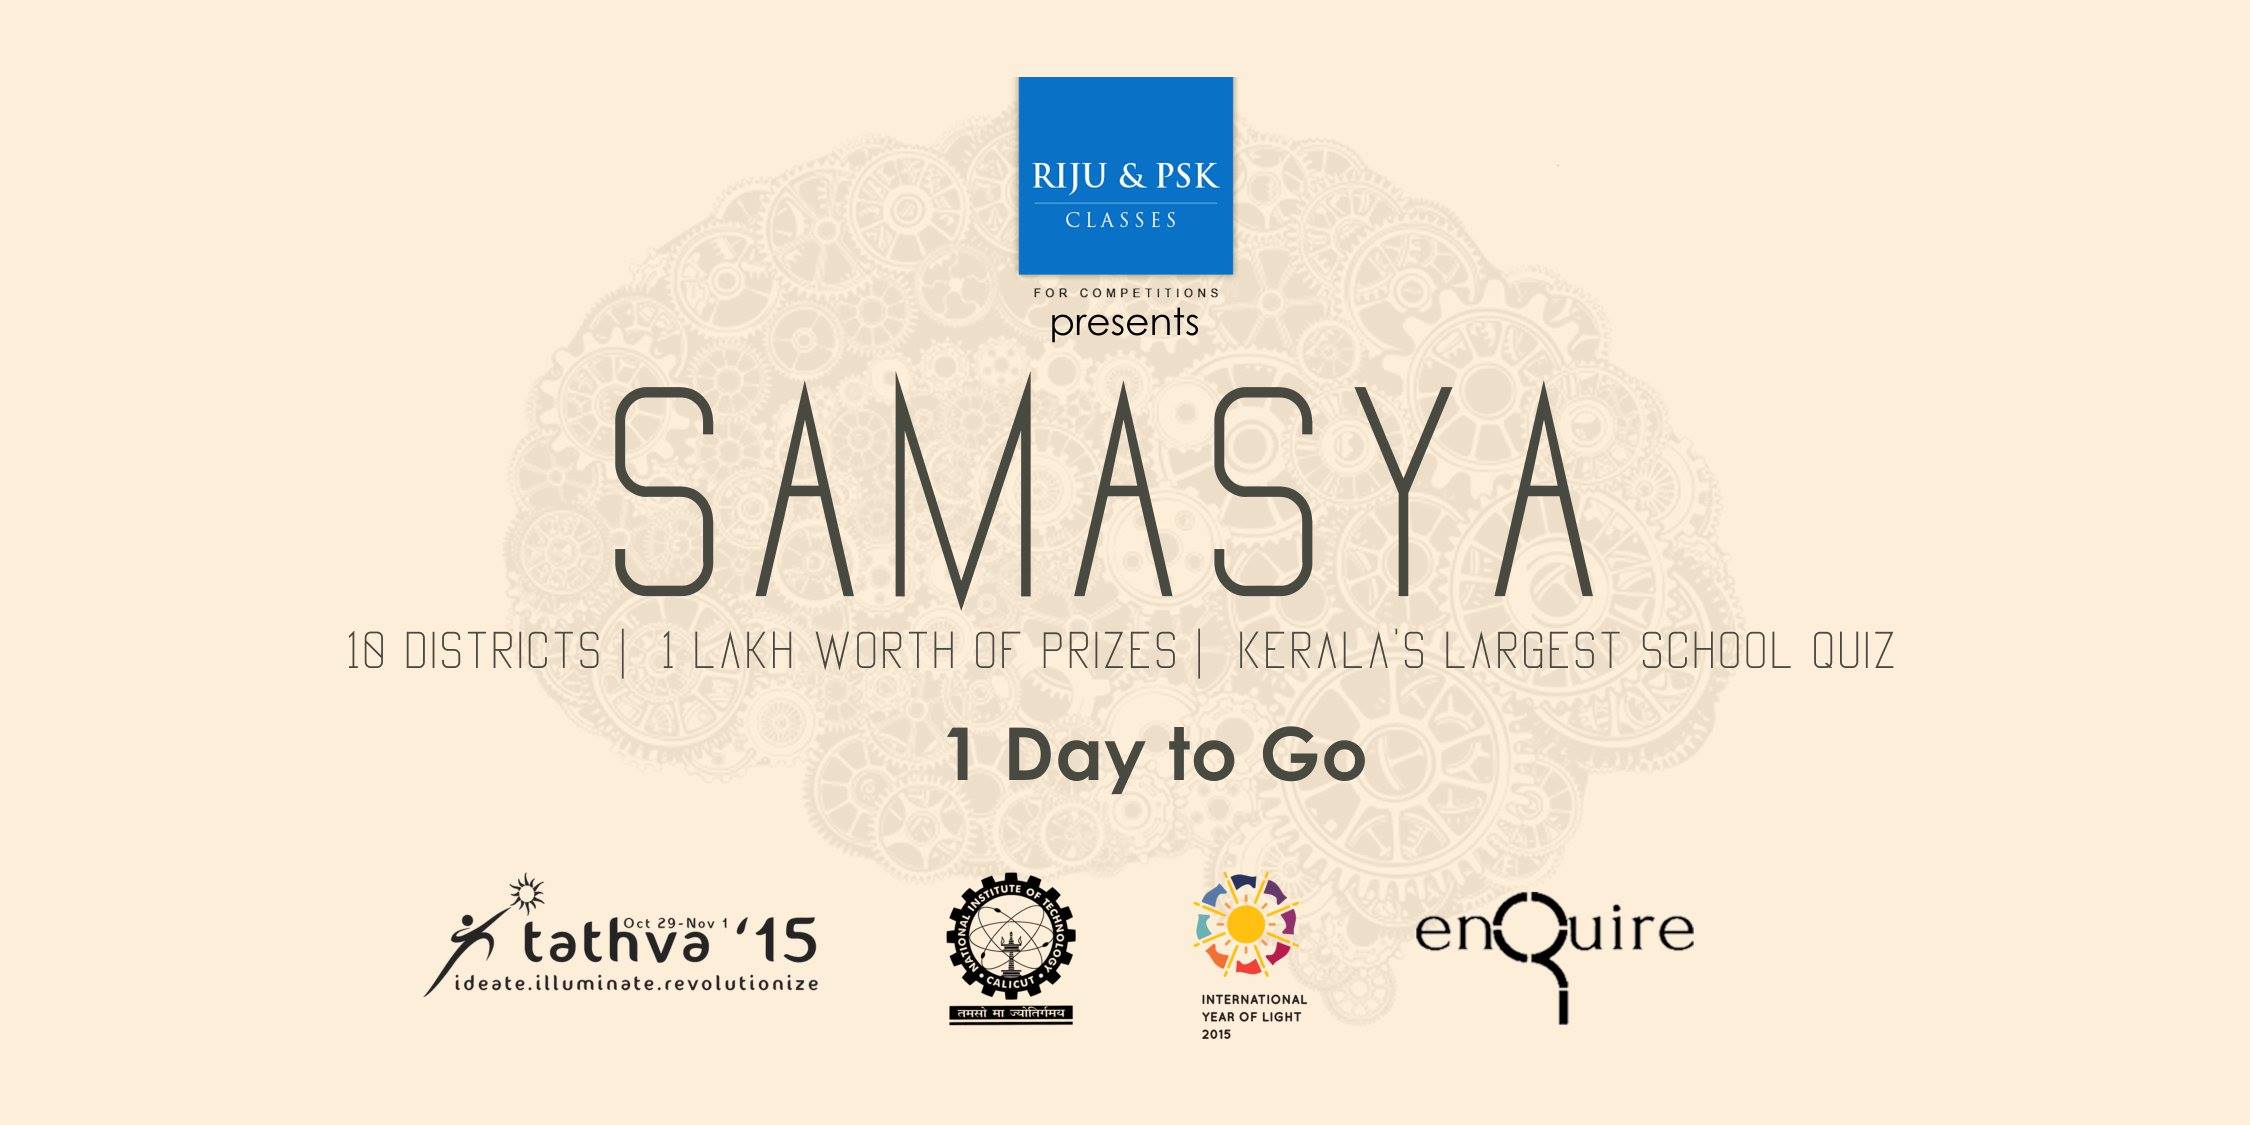 RIJU & PSK
CLASSES
FOR COMPETITIONS
presents
SAMASYA
10 DISTRICTS | 1 LAKH WORTH OF PRIZES | KERALA'S LARGEST SCHOOL QUIZ
1 Day to Go
Oct 29-Nov 1
tathva '15
ideate.illuminate.revolutionize
NATIONAL INSTITUTE OF TECHNOLOGY
• CALICUT •
तमसो मा ज्योतिर्गमय
INTERNATIONAL
YEAR OF LIGHT
2015
enQuire